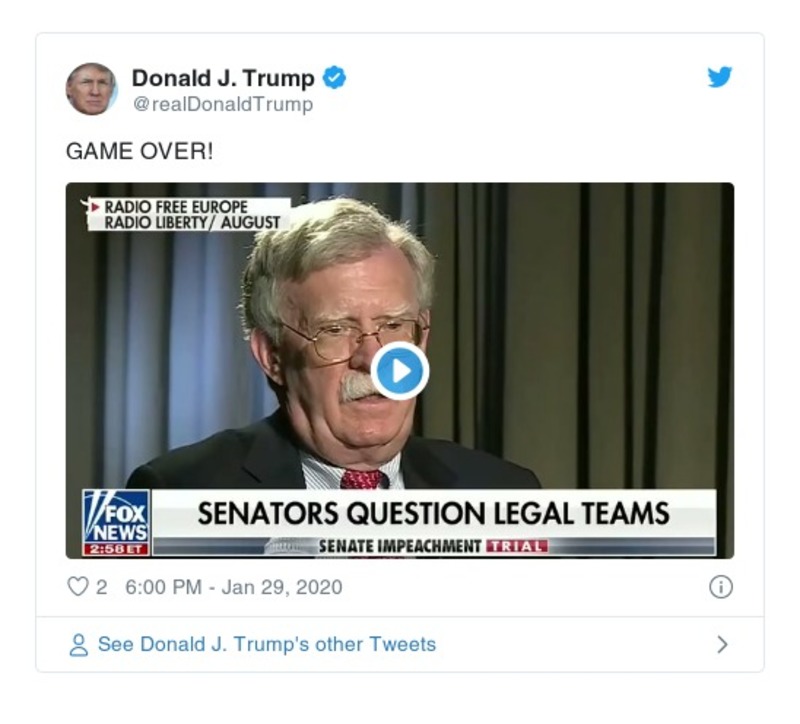 Donald J. Trump
@realDonaldTrump
GAME OVER!
RADIO FREE EUROPE
RADIO LIBERTY/ AUGUST
FOX
NEWS
2:58 ET
SENATORS QUESTION LEGAL TEAMS
SENATE IMPEACHMENT TRIAL
2 6:00 PM - Jan 29, 2020
See Donald J. Trump's other Tweets